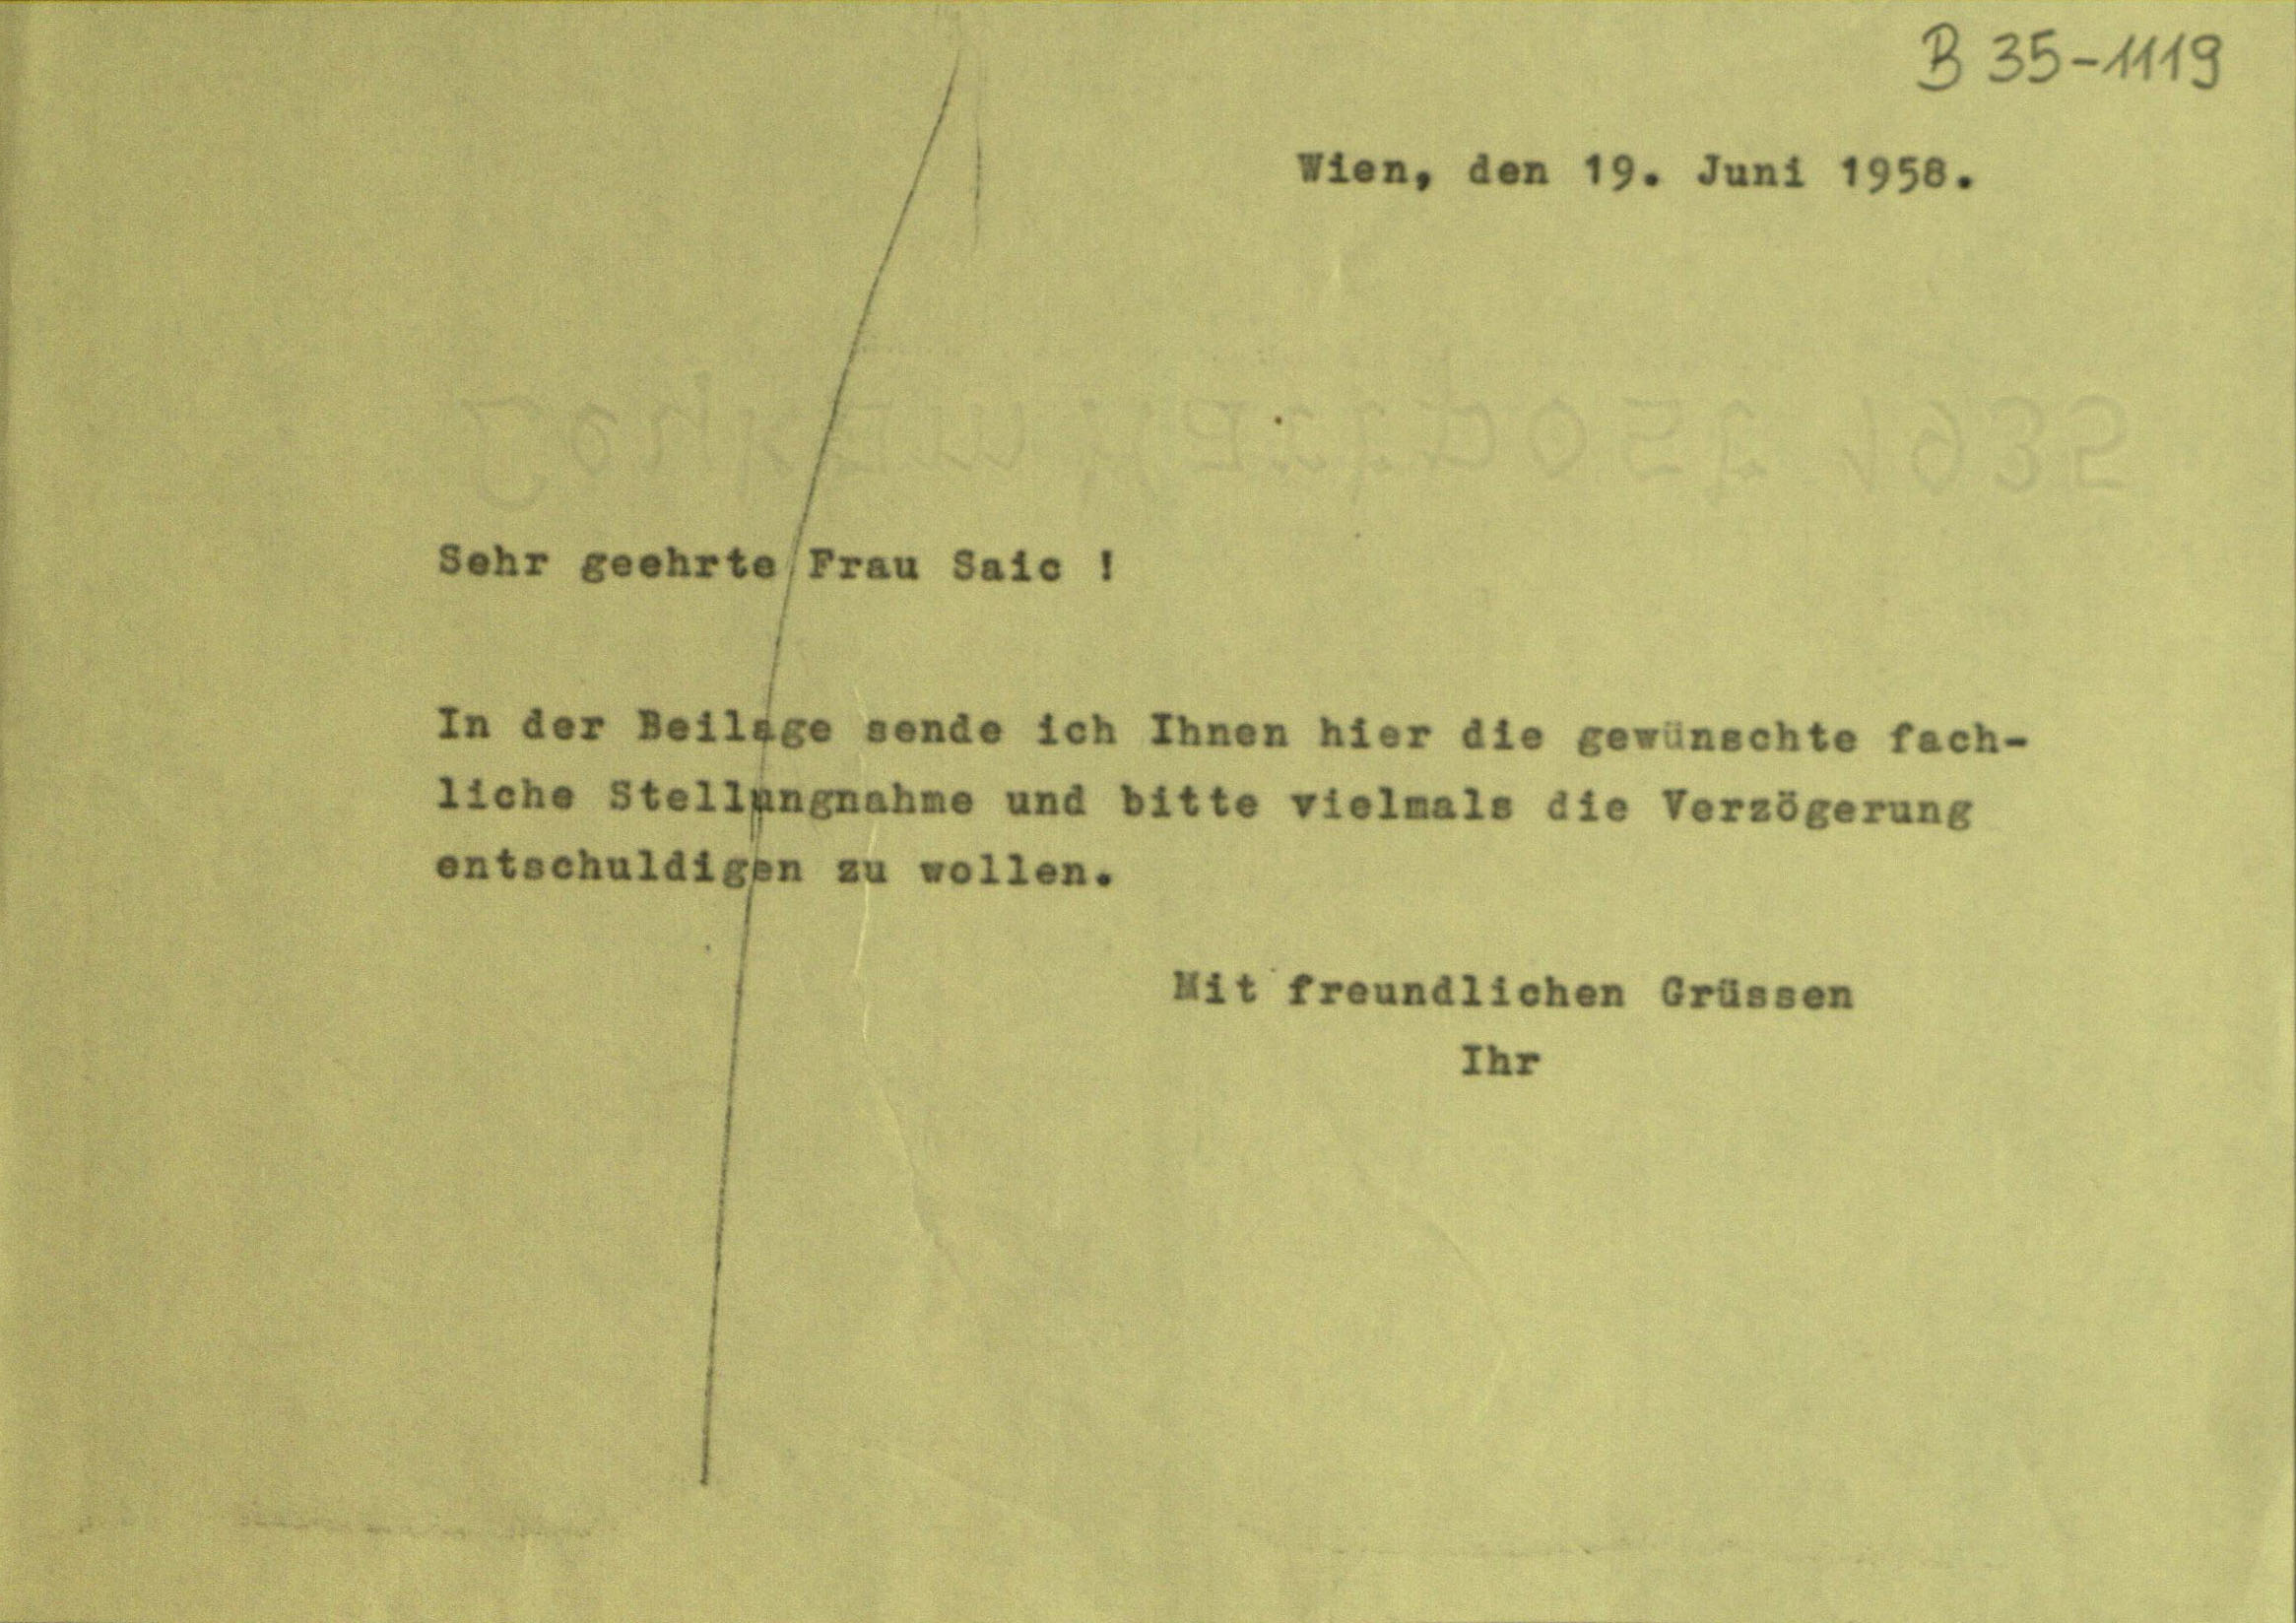 B 35-1119
Wien, den 19. Juni 1958.
Sehr geehrte Frau Saic !
In der Beilage sende ich Ihnen hier die gewünschte fach-
liche Stellungnahme und bitte vielmals die Verzögerung
entschuldigen zu wollen.
Mit freundlichen Grüssen
Ihr